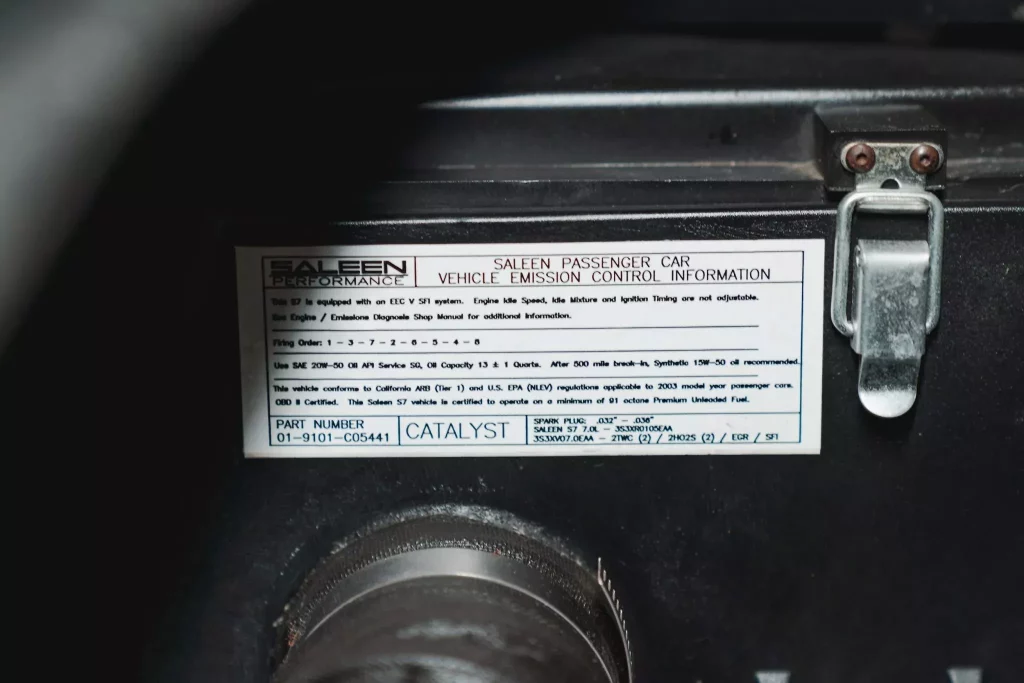 SALEEN
PERFORMANCE
SALEEN PASSENGER CAR
VEHICLE EMISSION CONTROL INFORMATION
This S7 is equipped with an EEC V SFI system. Engine Idle Speed, Idle Mixture and Ignition Timing are not adjustable.
See Engine / Emissions Diagnosis Shop Manual for additional information.
Firing Order: 1 - 3 - 7 - 2 - 6 - 5 - 4 - 8
Use SAE 20W-50 Oil API Service SG, Oil Capacity 13 ± 1 Quarts. After 500 mile break-in, Synthetic 15W-50 oil recommended.
This vehicle conforms to California ARB (Tier 1) and U.S. EPA (NLEV) regulations applicable to 2003 model year passenger cars.
OBD II Certified. This Saleen S7 vehicle is certified to operate on a minimum of 91 octane Premium Unleaded Fuel.
PART NUMBER
01-9101-C05441
CATALYST
SPARK PLUG: .032" - .036"
SALEEN S7 7.0L - 3S3XR0105EAA
3S3XV07.0EAA - 2TWC (2) / 2HO2S (2) / EGR / SFI